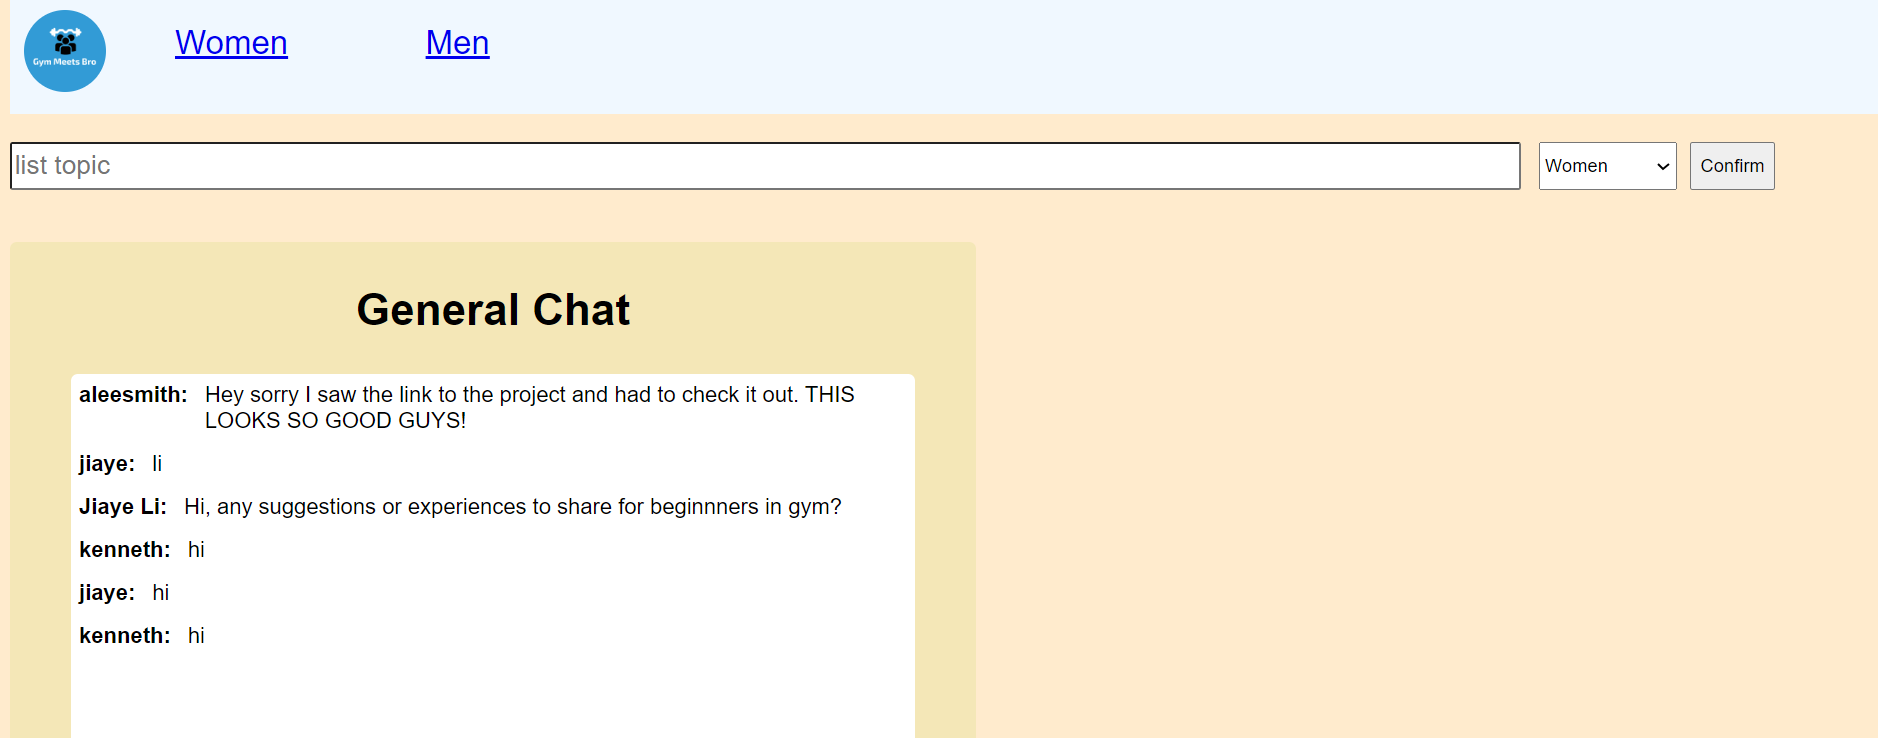 Gym Meets Bro
Women
Men
list topic
Women
Confirm
General Chat
aleesmith: Hey sorry I saw the link to the project and had to check it out. THIS
LOOKS SO GOOD GUYS!
jiaye: li
Jiaye Li: Hi, any suggestions or experiences to share for beginnners in gym?
kenneth: hi
jiaye: hi
kenneth: hi